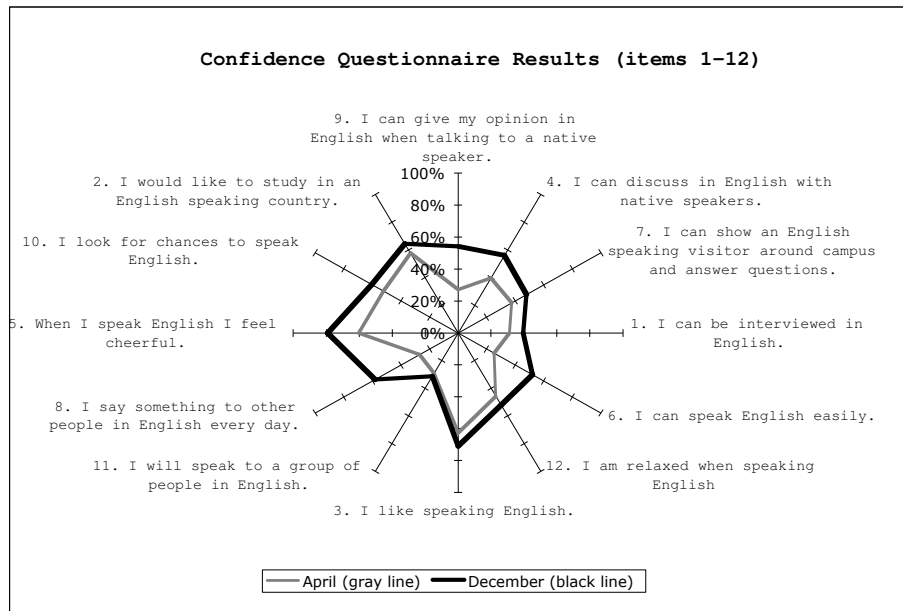 Confidence Questionnaire Results (items 1–12)
9. I can give my opinion in
English when talking to a native
speaker.
2. I would like to study in an
English speaking country.
4. I can discuss in English with
native speakers.
10. I look for chances to speak
English.
7. I can show an English
speaking visitor around campus
and answer questions.
5. When I speak English I feel
cheerful.
1. I can be interviewed in
English.
8. I say something to other
people in English every day.
6. I can speak English easily.
11. I will speak to a group of
people in English.
12. I am relaxed when speaking
English
3. I like speaking English.
100%
80%
60%
40%
20%
0%
April (gray line) December (black line)